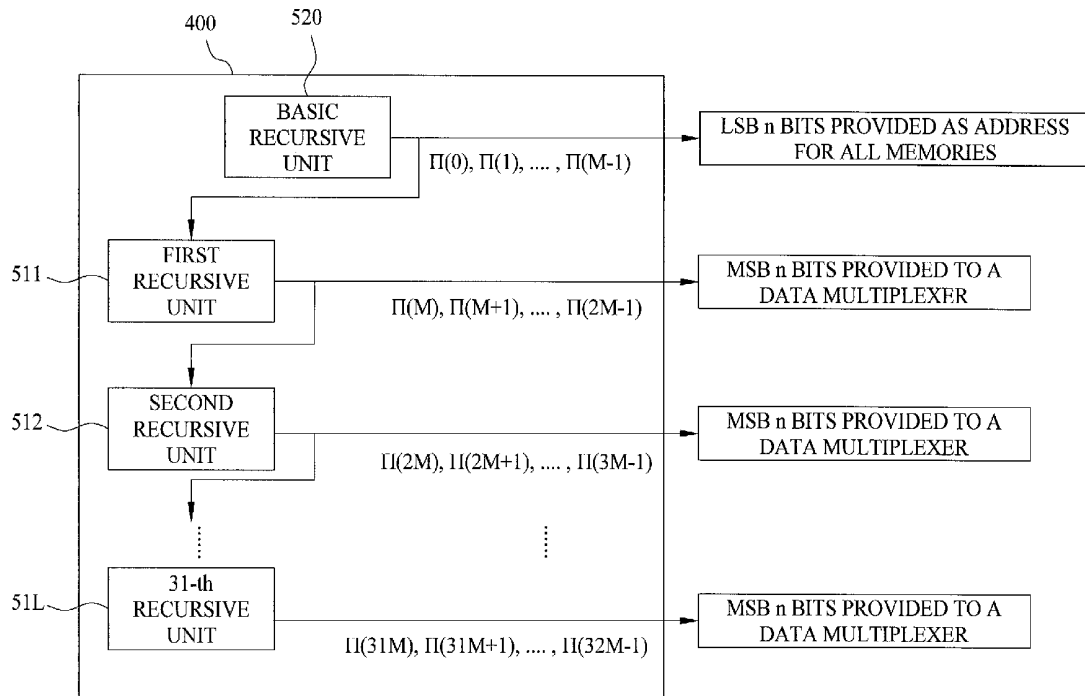 520
400
BASIC
RECURSIVE
UNIT
LSB n BITS PROVIDED AS ADDRESS
FOR ALL MEMORIES
Π(0), Π(1), .... , Π(M-1)
511
FIRST
RECURSIVE
UNIT
MSB n BITS PROVIDED TO A
DATA MULTIPLEXER
Π(M), Π(M+1), .... , Π(2M-1)
512
SECOND
RECURSIVE
UNIT
MSB n BITS PROVIDED TO A
DATA MULTIPLEXER
Π(2M), Π(2M+1), .... , Π(3M-1)
51L
31-th
RECURSIVE
UNIT
MSB n BITS PROVIDED TO A
DATA MULTIPLEXER
Π(31M), Π(31M+1), .... , Π(32M-1)